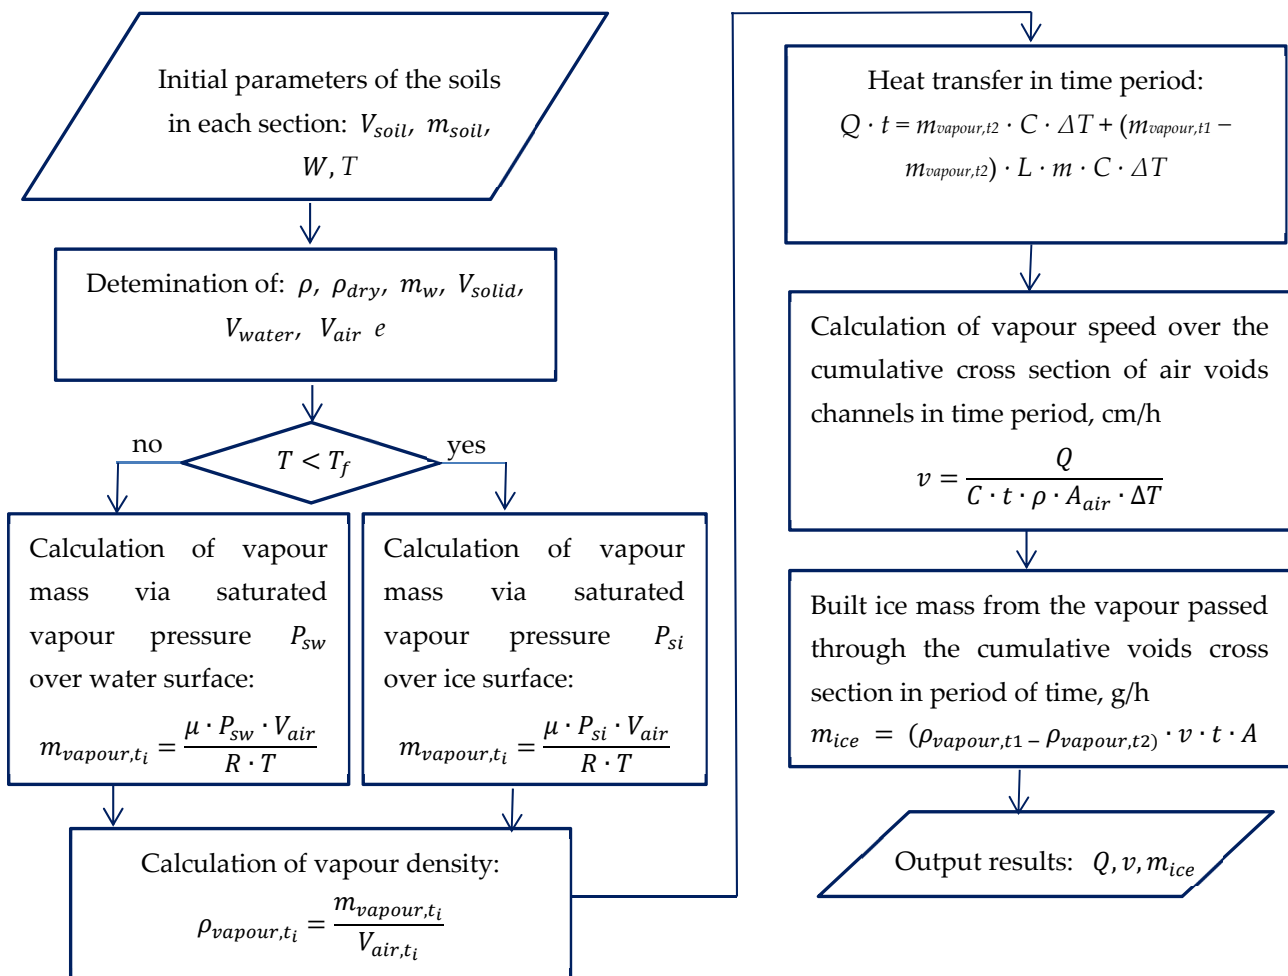 Initial parameters of the soils
in each section: V_soil, m_soil,
W, T
Detemination of: ρ, ρ_dry, m_w, V_solid,
V_water, V_air e
T < T_f
no
yes
Calculation of vapour
mass via saturated
vapour pressure P_sw
over water surface:
m_vapour,t_i = (μ · P_sw · V_air) / (R · T)
Calculation of vapour
mass via saturated
vapour pressure P_si
over ice surface:
m_vapour,t_i = (μ · P_si · V_air) / (R · T)
Calculation of vapour density:
ρ_vapour,t_i = m_vapour,t_i / V_air,t_i
Heat transfer in time period:
Q · t = m_vapour,t2 · C · ΔT + (m_vapour,t1 −
m_vapour,t2) · L · m · C · ΔT
Calculation of vapour speed over the
cumulative cross section of air voids
channels in time period, cm/h
v = Q / (C · t · ρ · A_air · ΔT)
Built ice mass from the vapour passed
through the cumulative voids cross
section in period of time, g/h
m_ice = (ρ_vapour,t1 − ρ_vapour,t2) · v · t · A
Output results: Q, v, m_ice